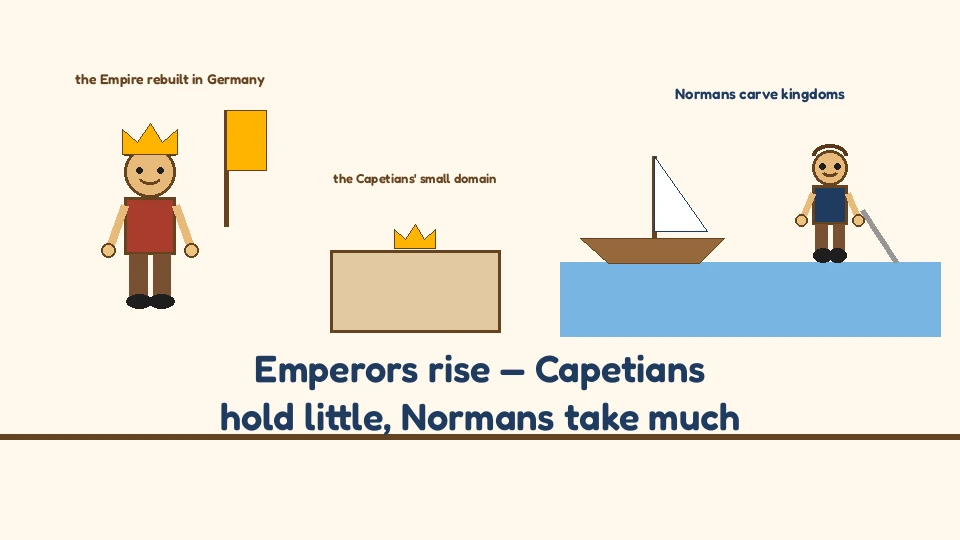 the Empire rebuilt in Germany
Normans carve kingdoms
the Capetians' small domain
Emperors rise — Capetians
hold little, Normans take much